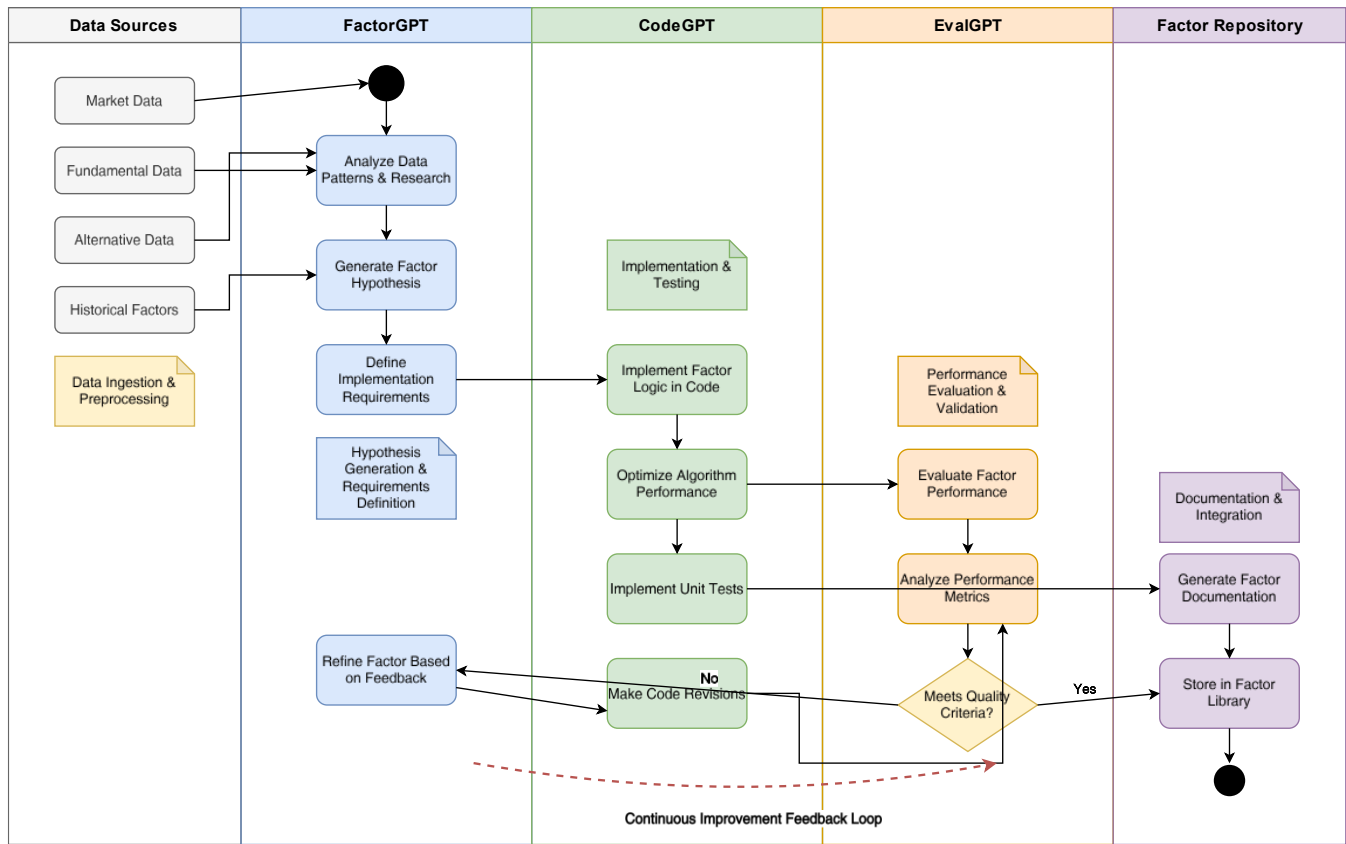 Data Sources
FactorGPT
CodeGPT
EvalGPT
Factor Repository
Market Data
Fundamental Data
Alternative Data
Historical Factors
Data Ingestion &
Preprocessing
Analyze Data
Patterns & Research
Generate Factor
Hypothesis
Define
Implementation
Requirements
Hypothesis
Generation &
Requirements
Definition
Refine Factor Based
on Feedback
Implementation &
Testing
Implement Factor
Logic in Code
Optimize Algorithm
Performance
Implement Unit Tests
No
Make Code Revisions
Performance
Evaluation &
Validation
Evaluate Factor
Performance
Analyze Performance
Metrics
Meets Quality
Criteria?
Yes
Documentation &
Integration
Generate Factor
Documentation
Store in Factor
Library
Continuous Improvement Feedback Loop